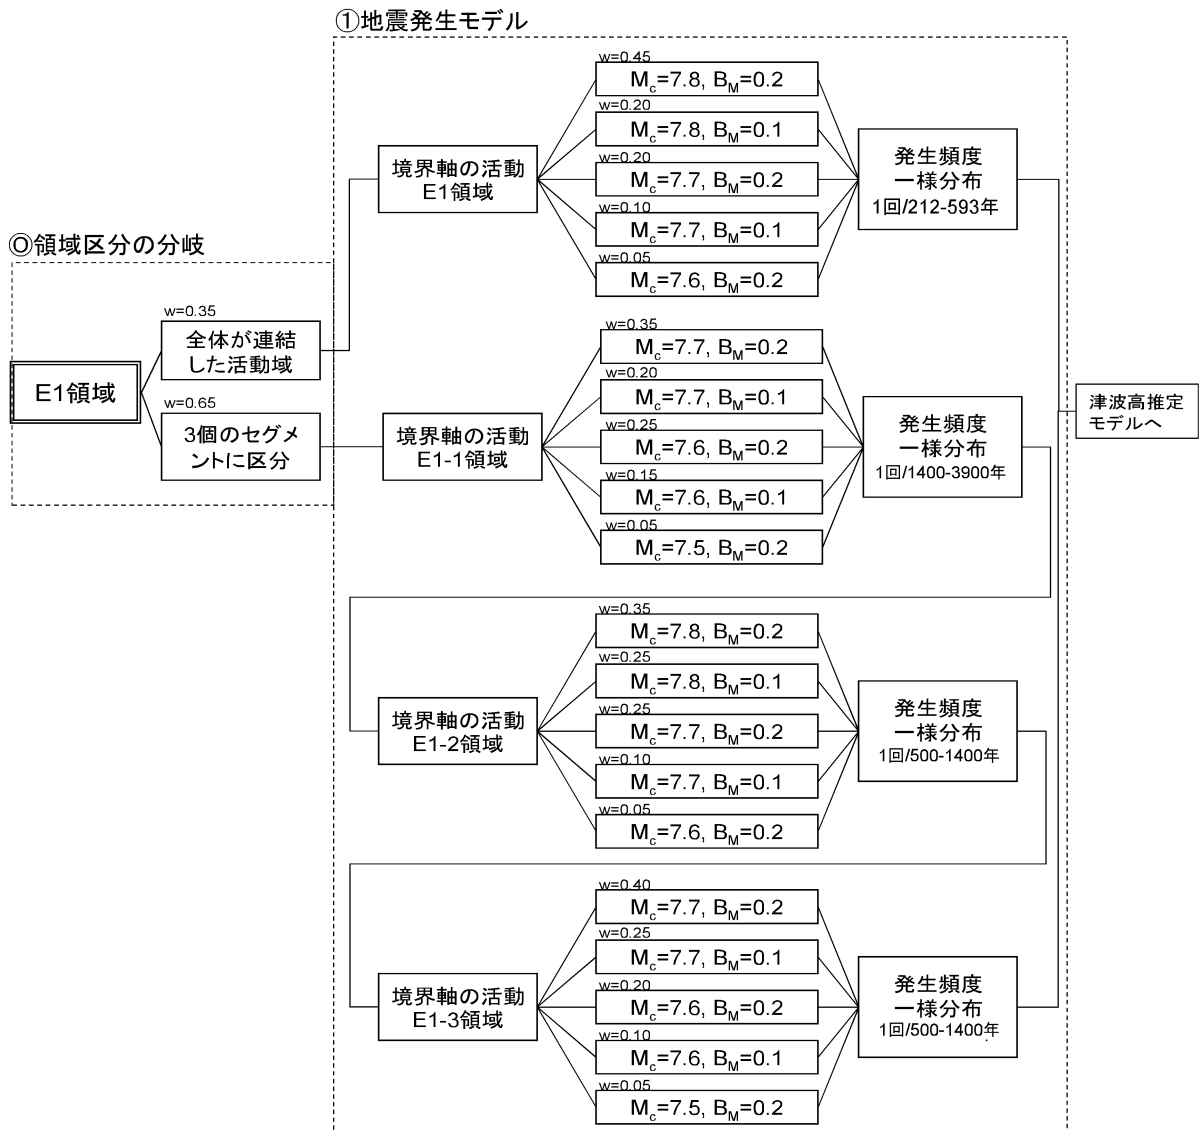 ①地震発生モデル
⓪領域区分の分岐
E1領域
w=0.35
全体が連結
した活動域
w=0.65
3個のセグメ
ントに区分
境界軸の活動
E1領域
w=0.45
Mc=7.8, BM=0.2
w=0.20
Mc=7.8, BM=0.1
w=0.20
Mc=7.7, BM=0.2
w=0.10
Mc=7.7, BM=0.1
w=0.05
Mc=7.6, BM=0.2
発生頻度
一様分布
1回/212-593年
境界軸の活動
E1-1領域
w=0.35
Mc=7.7, BM=0.2
w=0.20
Mc=7.7, BM=0.1
w=0.25
Mc=7.6, BM=0.2
w=0.15
Mc=7.6, BM=0.1
w=0.05
Mc=7.5, BM=0.2
発生頻度
一様分布
1回/1400-3900年
境界軸の活動
E1-2領域
w=0.35
Mc=7.8, BM=0.2
w=0.25
Mc=7.8, BM=0.1
w=0.25
Mc=7.7, BM=0.2
w=0.10
Mc=7.7, BM=0.1
w=0.05
Mc=7.6, BM=0.2
発生頻度
一様分布
1回/500-1400年
境界軸の活動
E1-3領域
w=0.40
Mc=7.7, BM=0.2
w=0.25
Mc=7.7, BM=0.1
w=0.20
Mc=7.6, BM=0.2
w=0.10
Mc=7.6, BM=0.1
w=0.05
Mc=7.5, BM=0.2
発生頻度
一様分布
1回/500-1400年
津波高推定
モデルへ